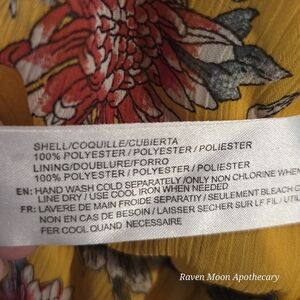 SHELL/COQUILLE/CUBIERTA
100% POLYESTER / POLYESTER / POLIESTER
LINING/DOUBLURE/FORRO
100% POLYESTER / POLYESTER / POLIESTER
EN: HAND WASH COLD SEPARATELY /ONLY NON CHLORINE WHEN
LINE DRY / USE COOL IRON WHEN NEEDED
FR: LAVERE DE MAIN FROIDE SEPARATIY / SEULEMENT BLEACH C
NON EN CAS DE BESOIN / LAISSER SECHER SUR LF FIL / UTILI
FER COOL QUAND NECESSAIRE
Raven Moon Apothecary